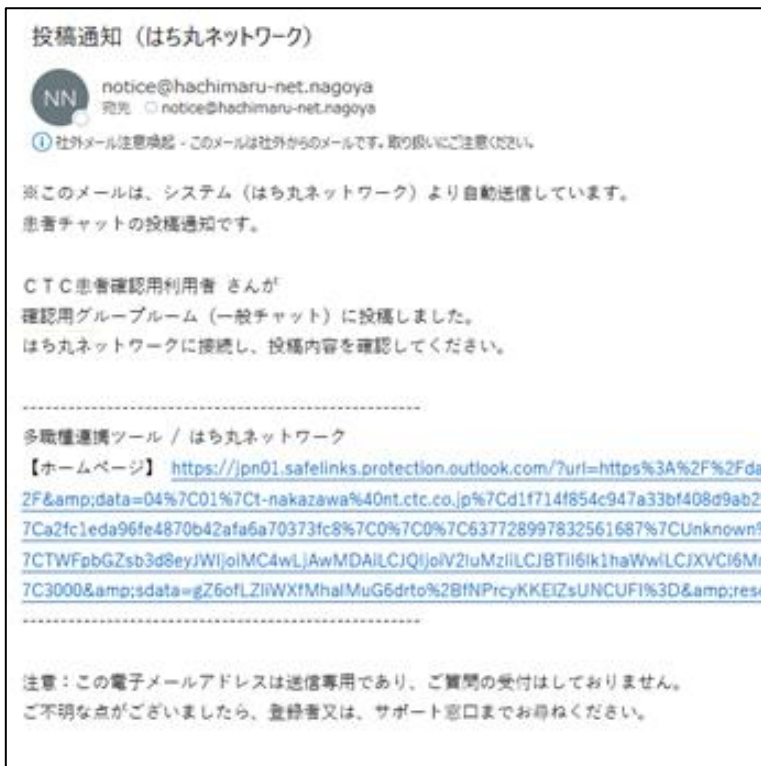 投稿通知（はち丸ネットワーク）
NN
notice@hachimaru-net.nagoya
宛先 notice@hachimaru-net.nagoya
社外メール注意喚起 - このメールは社外からのメールです。取り扱いにご注意ください。
※このメールは、システム（はち丸ネットワーク）より自動送信しています。
患者チャットの投稿通知です。
ＣＴＣ患者確認用利用者 さんが
確認用グループルーム（一般チャット）に投稿しました。
はち丸ネットワークに接続し、投稿内容を確認してください。
-----------------------------------------------------
多職種連携ツール / はち丸ネットワーク
【ホームページ】 https://jpn01.safelinks.protection.outlook.com/?url=https%3A%2F%2Fda
2F&amp;data=04%7C01%7Ct-nakazawa%40nt.ctc.co.jp%7Cd1f714f854c947a33bf408d9ab2
7Ca2fc1eda96fe4870b42afa6a70373fc8%7C0%7C0%7C637728997832561687%7CUnknown%
7C3000&amp;sdata=
-----------------------------------------------------
注意：この電子メールアドレスは送信専用であり、ご質問の受付はしておりません。
ご不明な点がございましたら、登録者又は、サポート窓口までお尋ねください。